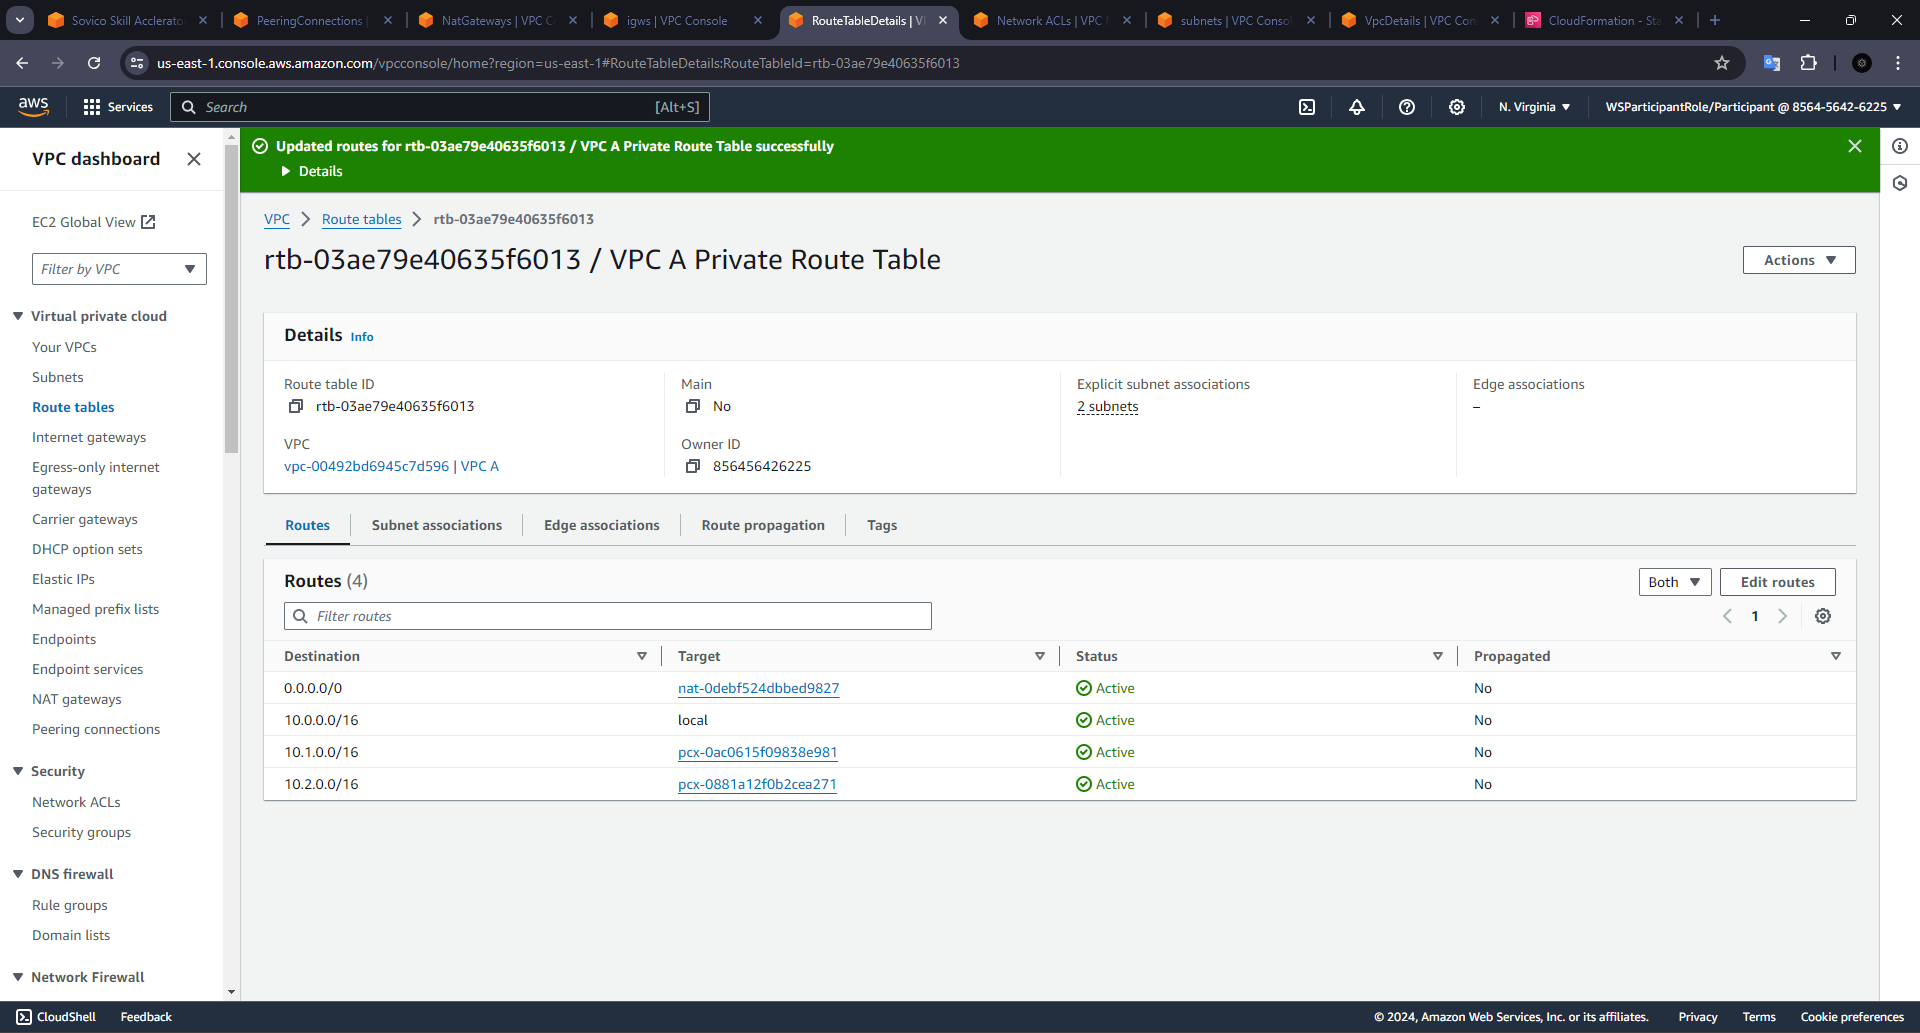 Sovico Skill Acclerato
PeeringConnections |
NatGateways | VPC C
igws | VPC Console
RouteTableDetails | V
Network ACLs | VPC
subnets | VPC Conso
VpcDetails | VPC Con
CloudFormation - Sta
us-east-1.console.aws.amazon.com/vpcconsole/home?region=us-east-1#RouteTableDetails:RouteTableId=rtb-03ae79e40635f6013
aws
Services
Search
[Alt+S]
N. Virginia
WSParticipantRole/Participant @ 8564-5642-6225
VPC dashboard
EC2 Global View
Filter by VPC
Virtual private cloud
Your VPCs
Subnets
Route tables
Internet gateways
Egress-only internet
gateways
Carrier gateways
DHCP option sets
Elastic IPs
Managed prefix lists
Endpoints
Endpoint services
NAT gateways
Peering connections
Security
Network ACLs
Security groups
DNS firewall
Rule groups
Domain lists
Network Firewall
Updated routes for rtb-03ae79e40635f6013 / VPC A Private Route Table successfully
Details
VPC
Route tables
rtb-03ae79e40635f6013
rtb-03ae79e40635f6013 / VPC A Private Route Table
Actions
Details Info
Route table ID
rtb-03ae79e40635f6013
Main
No
Explicit subnet associations
2 subnets
Edge associations
–
VPC
vpc-00492bd6945c7d596 | VPC A
Owner ID
856456426225
Routes
Subnet associations
Edge associations
Route propagation
Tags
Routes (4)
Both
Edit routes
Filter routes
1
Destination Target Status Propagated
0.0.0.0/0 nat-0debf524dbbed9827 Active No
10.0.0.0/16 local Active No
10.1.0.0/16 pcx-0ac0615f09838e981 Active No
10.2.0.0/16 pcx-0881a12f0b2cea271 Active No
CloudShell
Feedback
© 2024, Amazon Web Services, Inc. or its affiliates.
Privacy
Terms
Cookie preferences